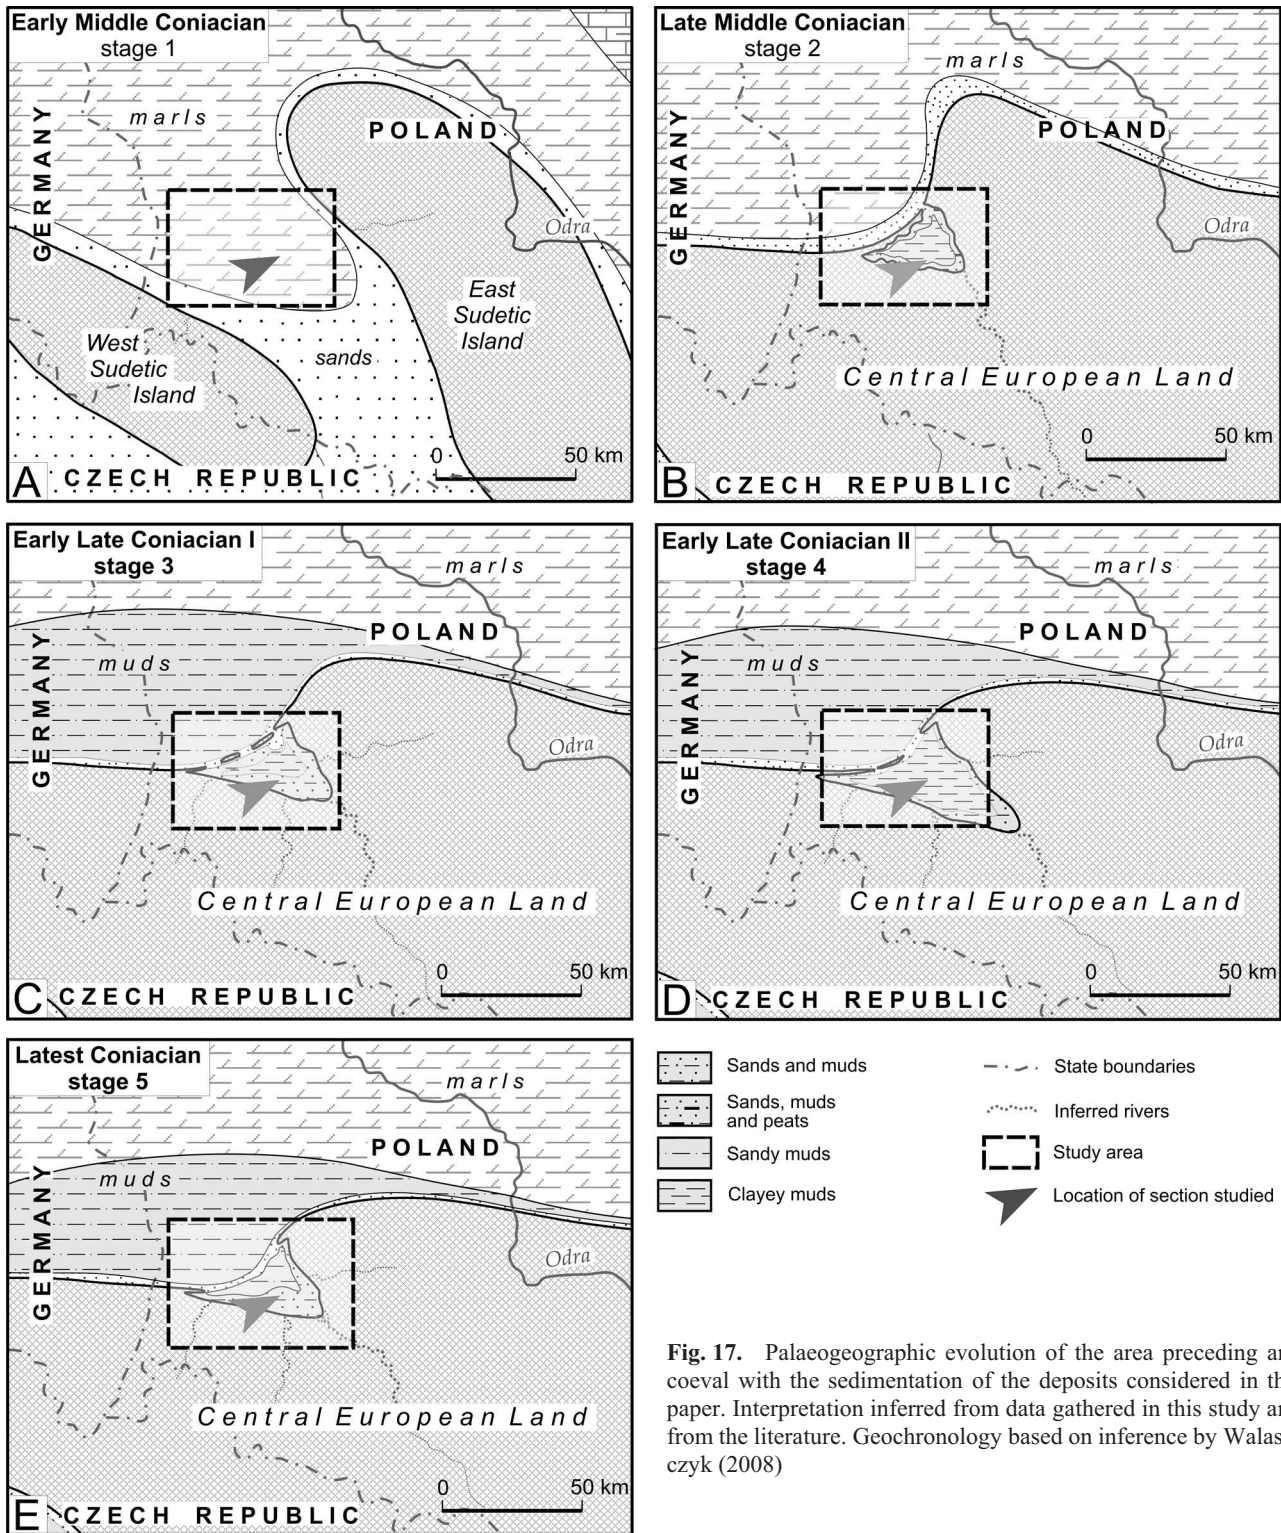 Early Middle Coniacian
stage 1
marls
GERMANY
POLAND
Odra
East
Sudetic
Island
West
Sudetic
Island
sands
0 50 km
A
CZECH REPUBLIC
Late Middle Coniacian
stage 2
marls
GERMANY
POLAND
Odra
Central European Land
0 50 km
B
CZECH REPUBLIC
Early Late Coniacian I
stage 3
marls
POLAND
muds
GERMANY
Odra
Central European Land
0 50 km
C
CZECH REPUBLIC
Early Late Coniacian II
stage 4
marls
POLAND
muds
GERMANY
Odra
Central European Land
0 50 km
D
CZECH REPUBLIC
Latest Coniacian
stage 5
marls
POLAND
muds
GERMANY
Odra
Central European Land
0 50 km
E
CZECH REPUBLIC
Sands and muds
Sands, muds
and peats
Sandy muds
Clayey muds
State boundaries
Inferred rivers
Study area
Location of section studied
Fig. 17. Palaeogeographic evolution of the area preceding an
coeval with the sedimentation of the deposits considered in th
paper. Interpretation inferred from data gathered in this study an
from the literature. Geochronology based on inference by Walas
czyk (2008)